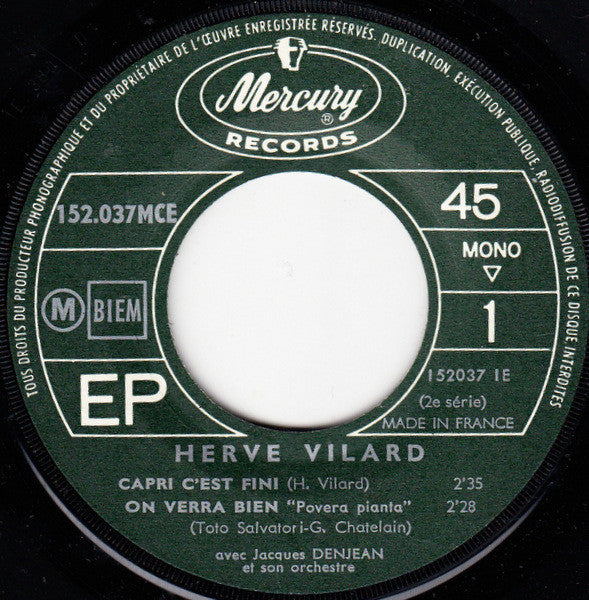 TOUS DROITS DU PRODUCTEUR PHONOGRAPHIQUE ET DU PROPRIÉTAIRE DE L'ŒUVRE ENREGISTRÉE RÉSERVÉS. DUPLICATION, EXÉCUTION PUBLIQUE, RADIODIFFUSION DE CE DISQUE INTERDITES
Mercury ®
RECORDS
152.037MCE
45
MONO
M BIEM
1
EP
152037 1E
(2e série)
MADE IN FRANCE
HERVE VILARD
CAPRI C'EST FINI (H. Vilard) 2'35
ON VERRA BIEN "Povera pianta" 2'28
(Toto Salvatori-G. Chatelain)
avec Jacques DENJEAN
et son orchestre